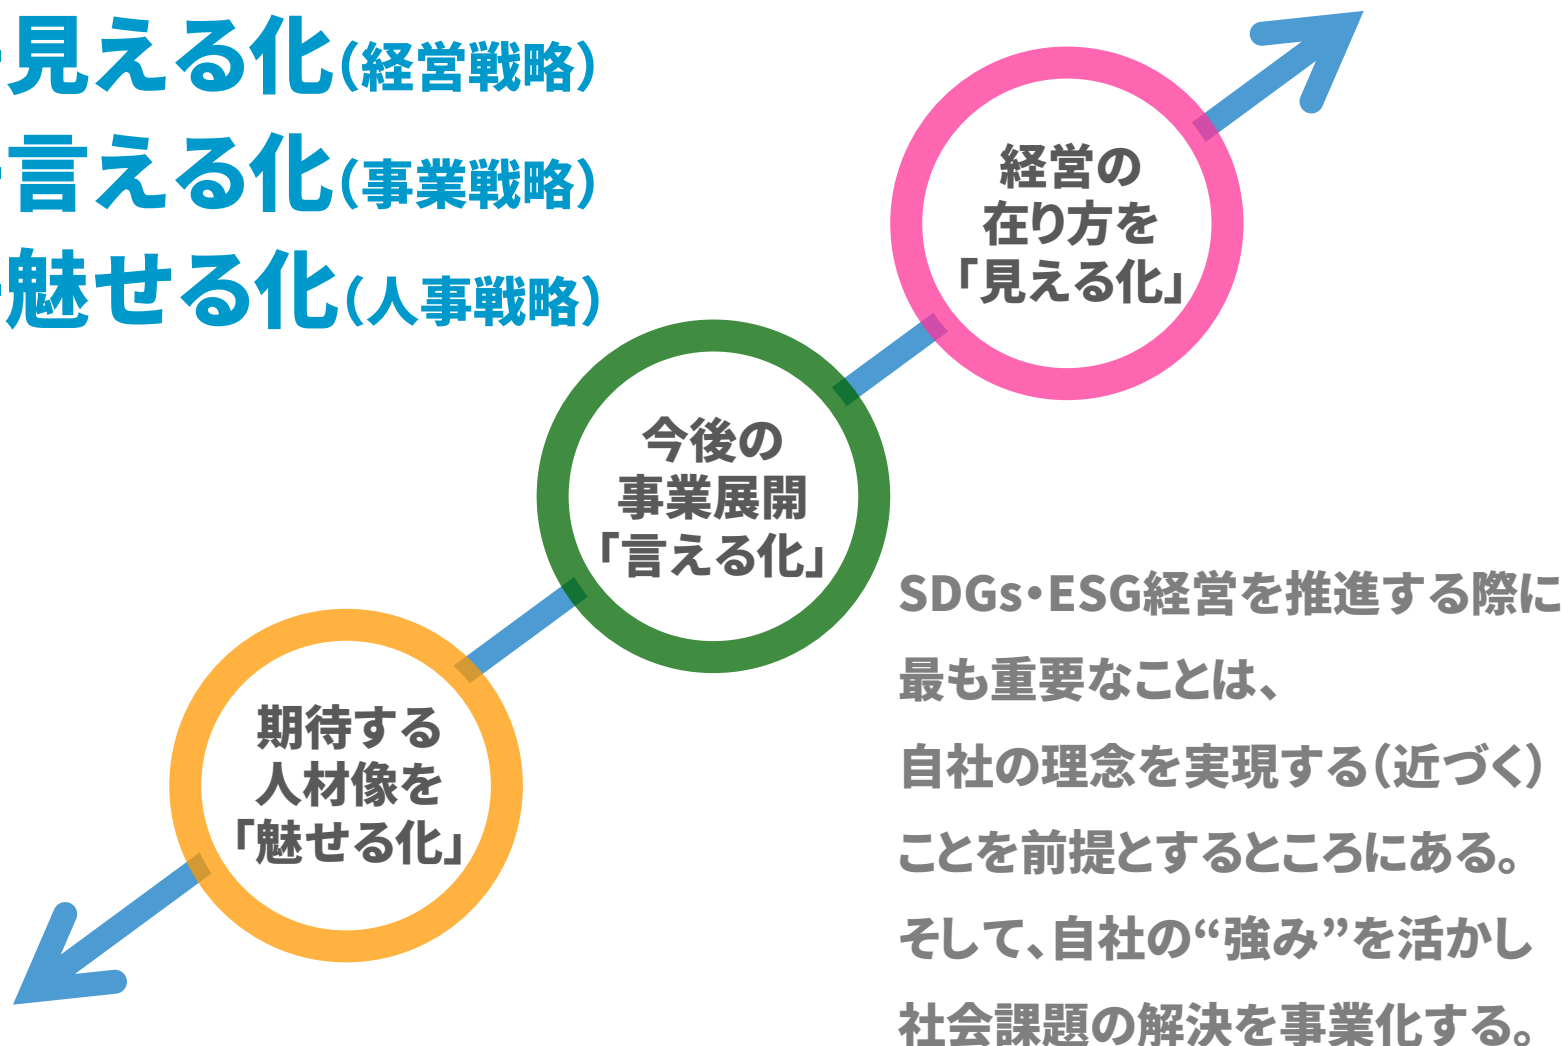 見える化(経営戦略)
言える化(事業戦略)
魅せる化(人事戦略)
経営の
在り方を
「見える化」
今後の
事業展開
「言える化」
期待する
人材像を
「魅せる化」
SDGs・ESG経営を推進する際に
最も重要なことは、
自社の理念を実現する(近づく)
ことを前提とするところにある。
そして、自社の“強み”を活かし
社会課題の解決を事業化する。